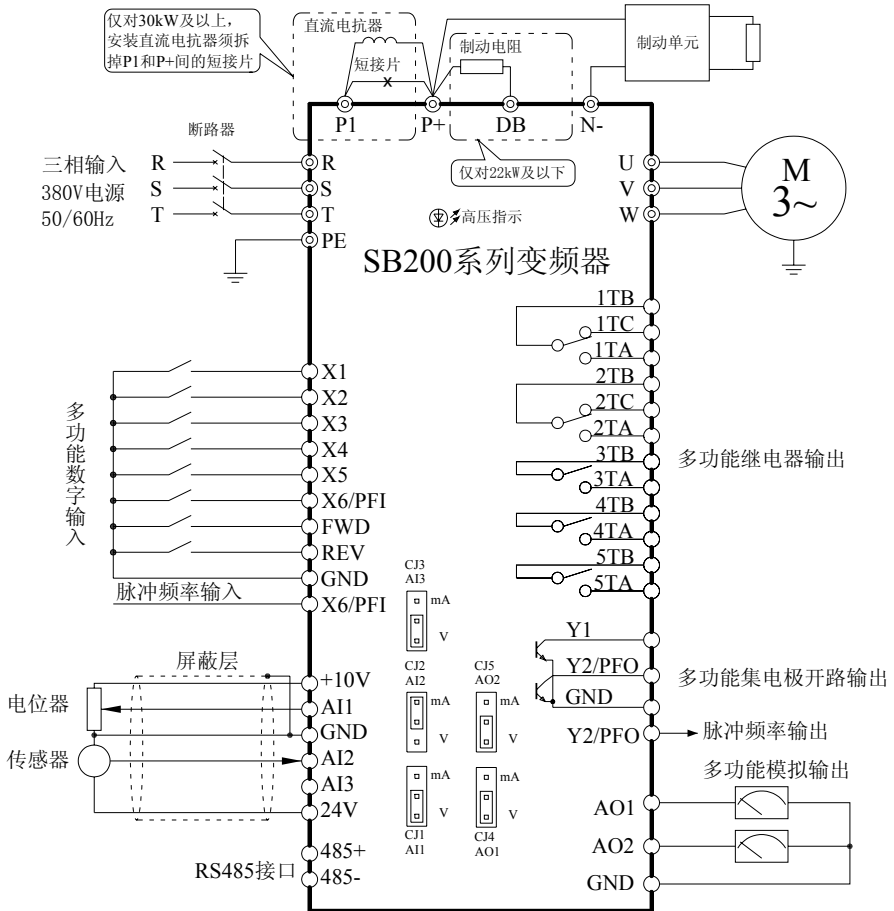 仅对30kW及以上，
安装直流电抗器须拆
掉P1和P+间的短接片
直流电抗器
短接片
制动电阻
制动单元
P1
P+
DB
N-
仅对22kW及以下
断路器
三相输入
380V电源
50/60Hz
R
S
T
R
S
T
PE
高压指示
U
V
W
M
3~
SB200系列变频器
1TB
1TC
1TA
2TB
2TC
2TA
3TB
3TA
4TB
4TA
5TB
5TA
多功能继电器输出
多功能数字输入
X1
X2
X3
X4
X5
X6/PFI
FWD
REV
GND
脉冲频率输入
X6/PFI
CJ3
AI3
mA
V
CJ2
AI2
mA
V
CJ5
AO2
mA
V
mA
V
CJ1
AI1
mA
V
CJ4
AO1
Y1
Y2/PFO
GND
多功能集电极开路输出
Y2/PFO
脉冲频率输出
多功能模拟输出
AO1
AO2
GND
屏蔽层
电位器
传感器
+10V
AI1
GND
AI2
AI3
24V
RS485接口
485+
485-